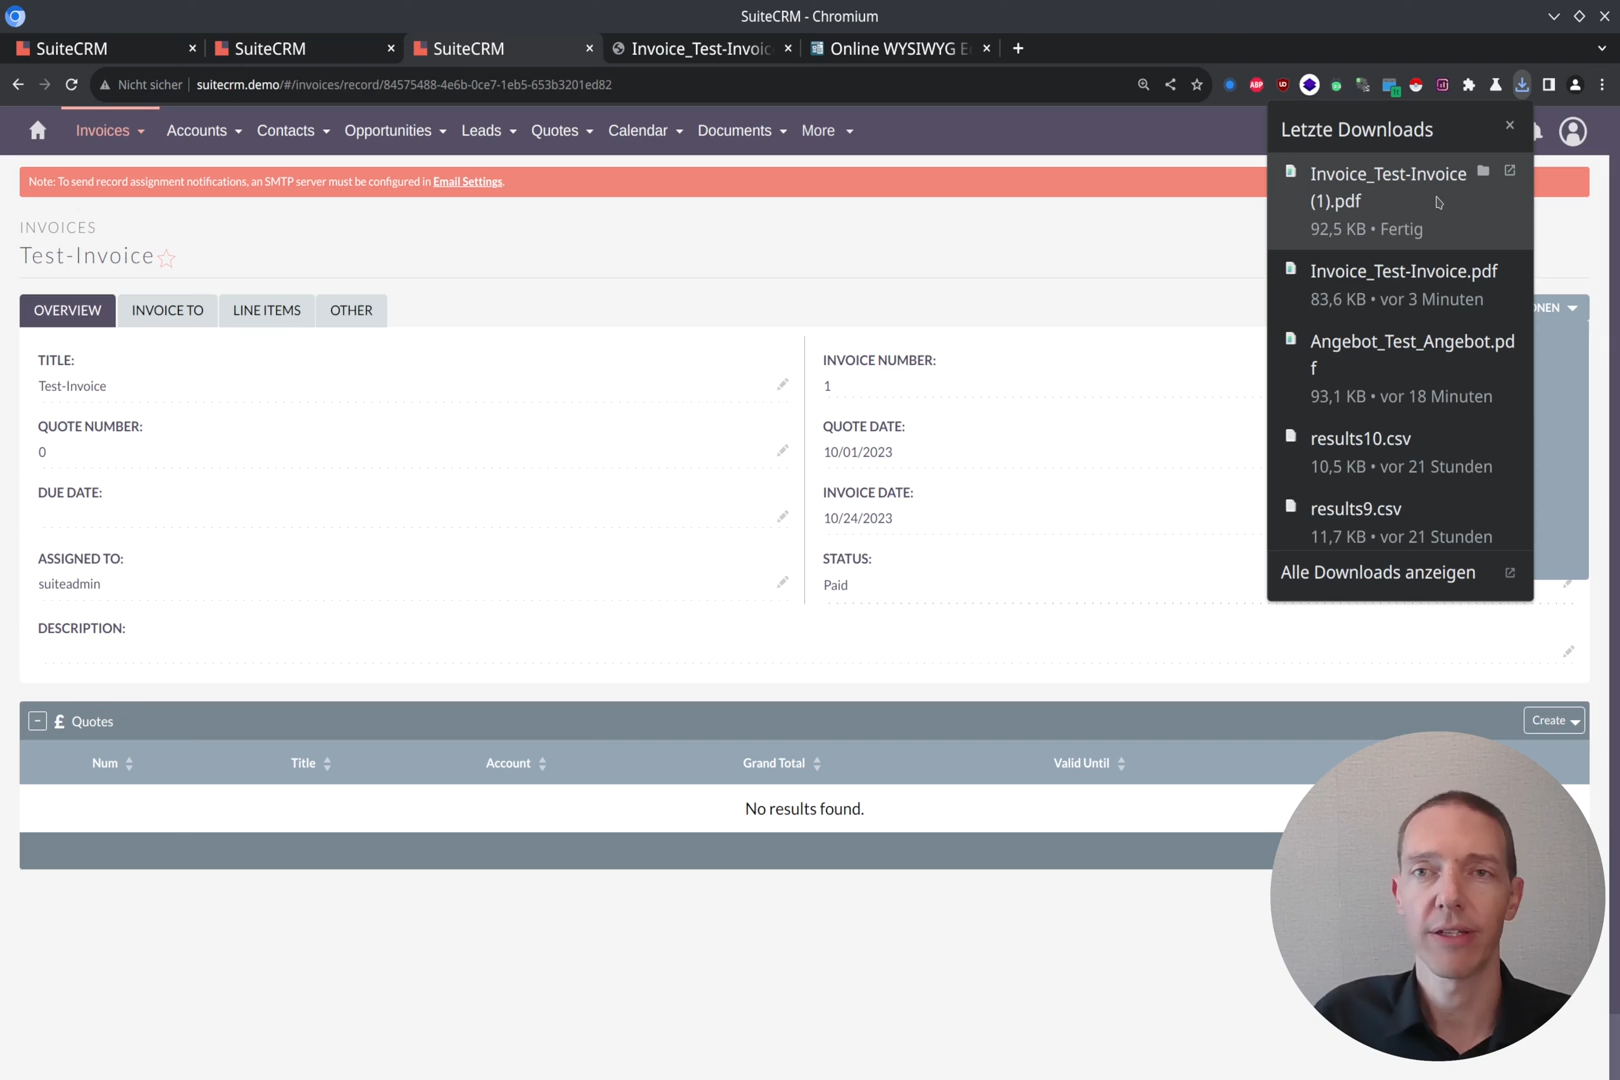 SuiteCRM - Chromium
SuiteCRM
SuiteCRM
SuiteCRM
Invoice_Test-Invoic
Online WYSIWYG E
Nicht sicher
suitecrm.demo/#/invoices/record/84575488-4e6b-0ce7-1eb5-653b3201ed82
Invoices
Accounts
Contacts
Opportunities
Leads
Quotes
Calendar
Documents
More
Note: To send record assignment notifications, an SMTP server must be configured in Email Settings.
INVOICES
Test-Invoice
OVERVIEW
INVOICE TO
LINE ITEMS
OTHER
ONEN
TITLE:
Test-Invoice
INVOICE NUMBER:
1
QUOTE NUMBER:
0
QUOTE DATE:
10/01/2023
DUE DATE:
INVOICE DATE:
10/24/2023
ASSIGNED TO:
suiteadmin
STATUS:
Paid
DESCRIPTION:
£ Quotes
Create
Num
Title
Account
Grand Total
Valid Until
No results found.
Letzte Downloads
Invoice_Test-Invoice
(1).pdf
92,5 KB • Fertig
Invoice_Test-Invoice.pdf
83,6 KB • vor 3 Minuten
Angebot_Test_Angebot.pd
f
93,1 KB • vor 18 Minuten
results10.csv
10,5 KB • vor 21 Stunden
results9.csv
11,7 KB • vor 21 Stunden
Alle Downloads anzeigen